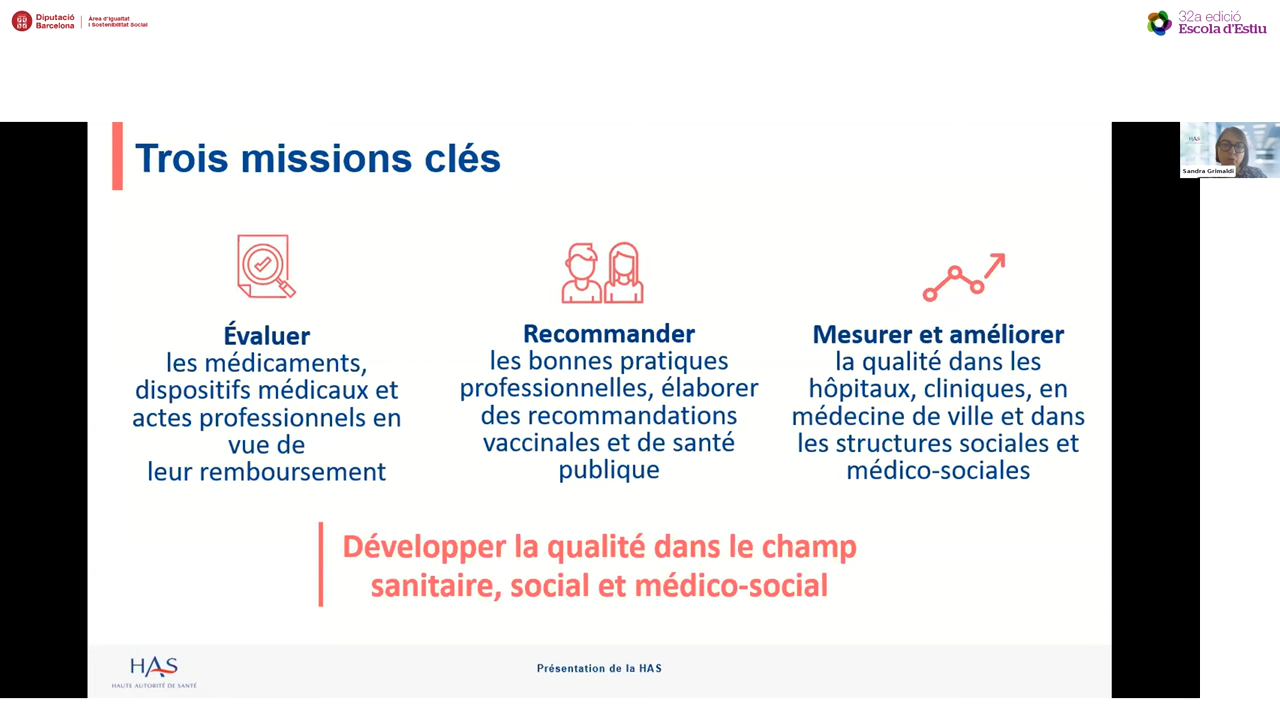 Diputació
Barcelona
Àrea d'Igualtat
i Sostenibilitat Social
32a edició
Escola d'Estiu
Trois missions clés
HAS
Sandra Grimaldi
Évaluer
les médicaments,
dispositifs médicaux et
actes professionnels en
vue de
leur remboursement
Recommander
les bonnes pratiques
professionnelles, élaborer
des recommandations
vaccinales et de santé
publique
Mesurer et améliorer
la qualité dans les
hôpitaux, cliniques, en
médecine de ville et dans
les structures sociales et
médico-sociales
Développer la qualité dans le champ
sanitaire, social et médico-social
HAS
HAUTE AUTORITÉ DE SANTÉ
Présentation de la HAS